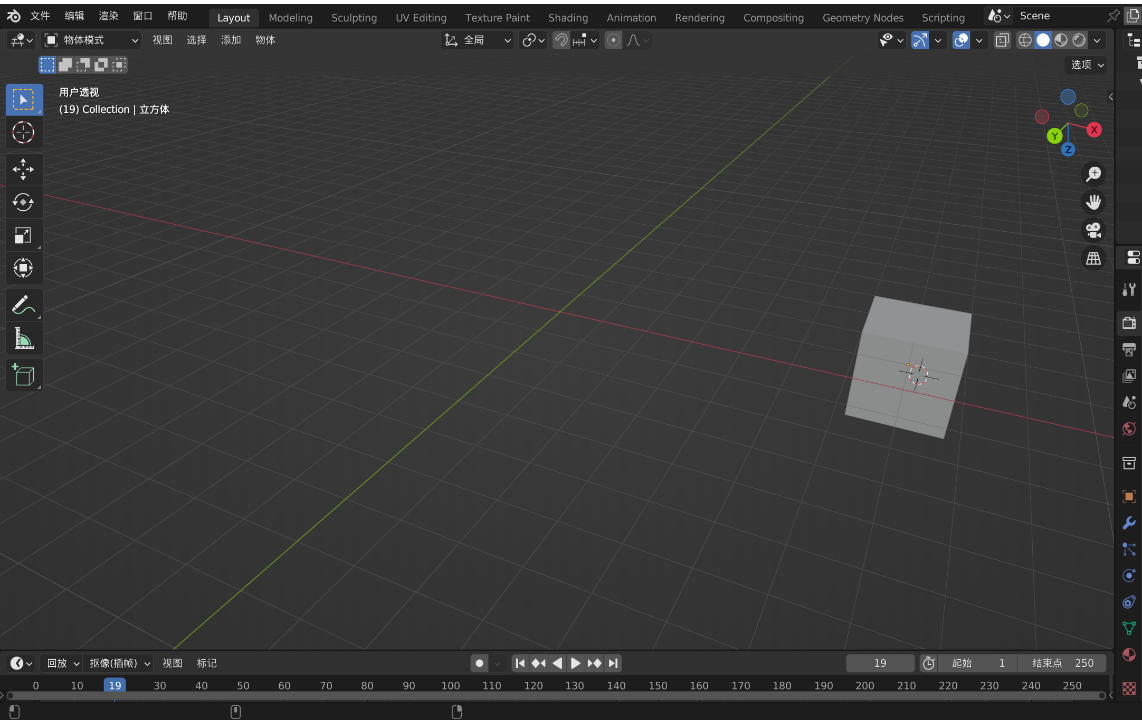 文件 编辑 渲染 窗口 帮助 Layout Modeling Sculpting UV Editing Texture Paint Shading Animation Rendering Compositing Geometry Nodes Scripting Scene
物体模式 视图 选择 添加 物体 全局
选项
用户透视
(19) Collection | 立方体
X
Y
Z
回放 抠像(插帧) 视图 标记 19 起始 1 结束点 250
0 10 19 30 40 50 60 70 80 90 100 110 120 130 140 150 160 170 180 190 200 210 220 230 240 250